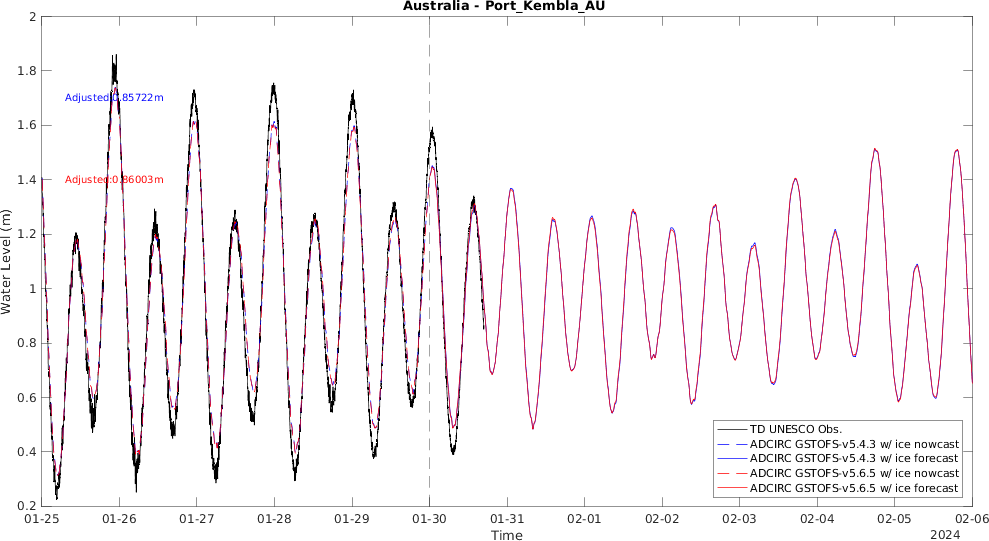 Australia - Port_Kembla_AU
2
1.8
1.6
1.4
1.2
1
0.8
0.6
0.4
0.2
Water Level (m)
Adjusted:0.85722m
Adjusted:0.86003m
TD UNESCO Obs.
ADCIRC GSTOFS-v5.4.3 w/ ice nowcast
ADCIRC GSTOFS-v5.4.3 w/ ice forecast
ADCIRC GSTOFS-v5.6.5 w/ ice nowcast
ADCIRC GSTOFS-v5.6.5 w/ ice forecast
01-25 01-26 01-27 01-28 01-29 01-30 01-31 02-01 02-02 02-03 02-04 02-05 02-06
Time
2024